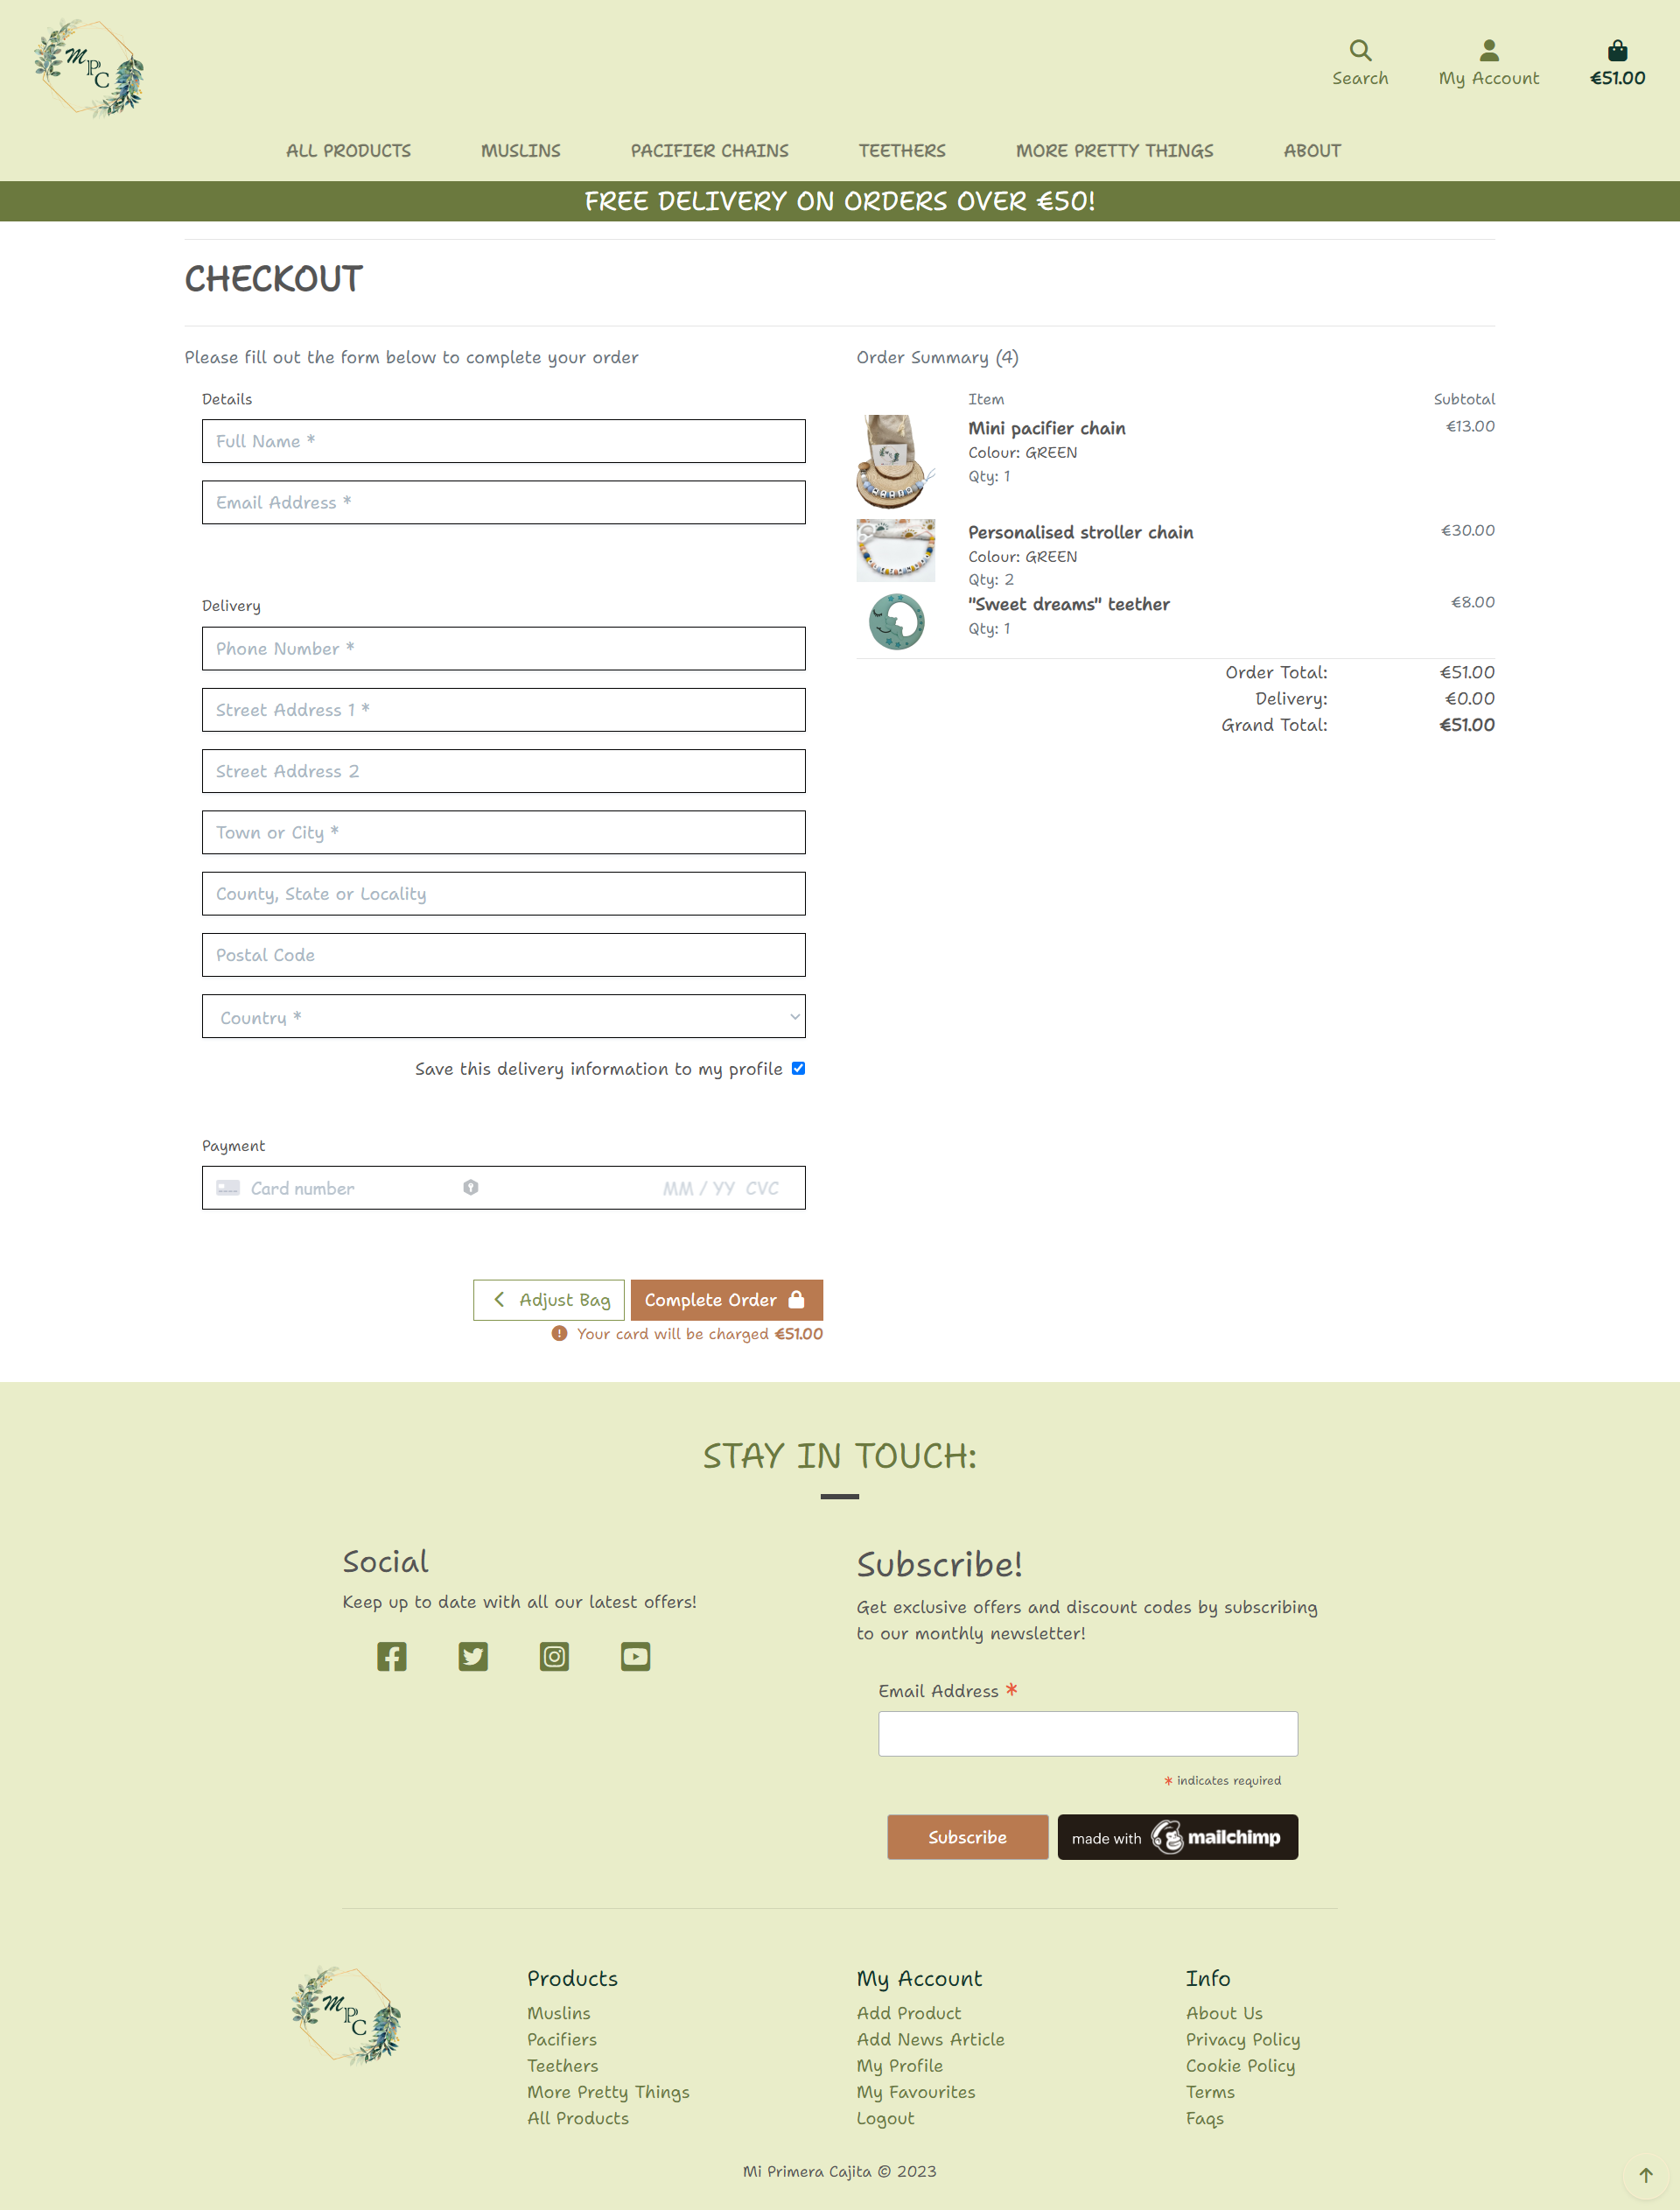 M
P
C
Search
My Account
€51.00
ALL PRODUCTS
MUSLINS
PACIFIER CHAINS
TEETHERS
MORE PRETTY THINGS
ABOUT
FREE DELIVERY ON ORDERS OVER €50!
CHECKOUT
Please fill out the form below to complete your order
Details
Full Name *
Email Address *
Delivery
Phone Number *
Street Address 1 *
Street Address 2
Town or City *
County, State or Locality
Postal Code
Country *
Save this delivery information to my profile
Payment
Card number
MM / YY CVC
Adjust Bag
Complete Order
Your card will be charged €51.00
Order Summary (4)
Item
Subtotal
Mini pacifier chain
€13.00
Colour: GREEN
Qty: 1
Personalised stroller chain
€30.00
Colour: GREEN
Qty: 2
"Sweet dreams" teether
€8.00
Qty: 1
Order Total: €51.00
Delivery: €0.00
Grand Total: €51.00
STAY IN TOUCH:
Social
Keep up to date with all our latest offers!
Subscribe!
Get exclusive offers and discount codes by subscribing
to our monthly newsletter!
Email Address *
* indicates required
Subscribe
made with mailchimp
M
P
C
Products
Muslins
Pacifiers
Teethers
More Pretty Things
All Products
My Account
Add Product
Add News Article
My Profile
My Favourites
Logout
Info
About Us
Privacy Policy
Cookie Policy
Terms
Faqs
Mi Primera Cajita © 2023